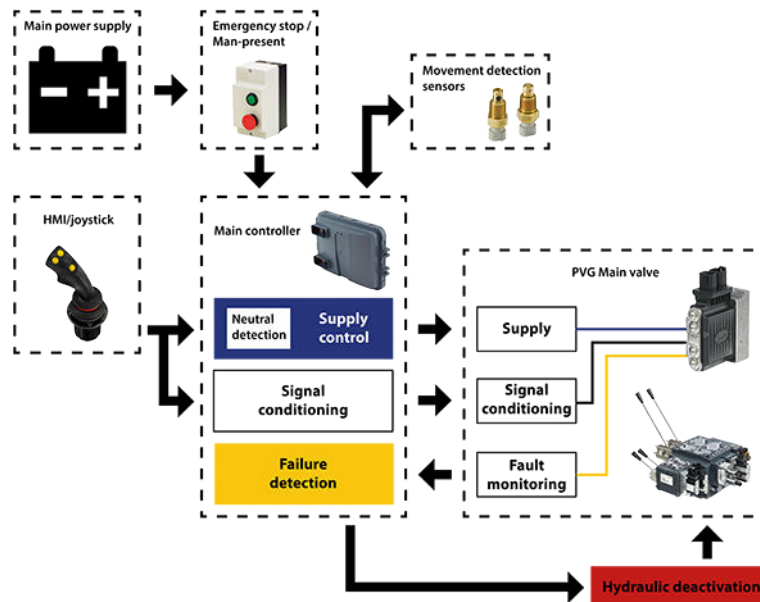 Main power supply
Emergency stop /
Man-present
Movement detection
sensors
HMI/joystick
Main controller
Neutral
detection
Supply
control
Signal
conditioning
Failure
detection
PVG Main valve
Supply
Signal
conditioning
Fault
monitoring
Hydraulic deactivation